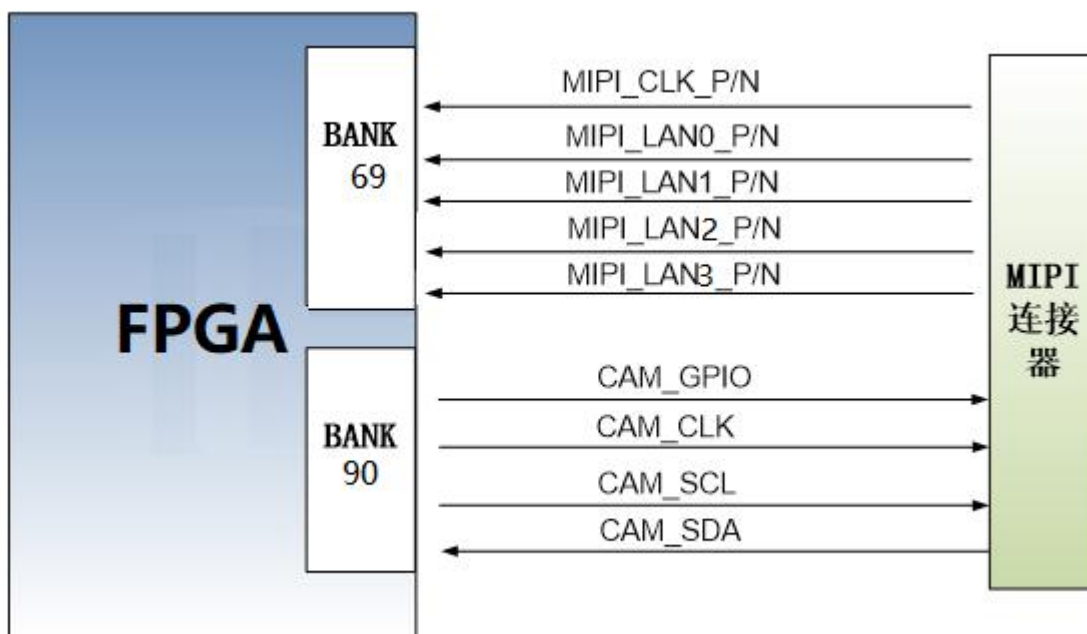 BANK
69
MIPI_CLK_P/N
MIPI_LAN0_P/N
MIPI_LAN1_P/N
MIPI_LAN2_P/N
MIPI_LAN3_P/N
FPGA
MIPI
连接
器
BANK
90
CAM_GPIO
CAM_CLK
CAM_SCL
CAM_SDA